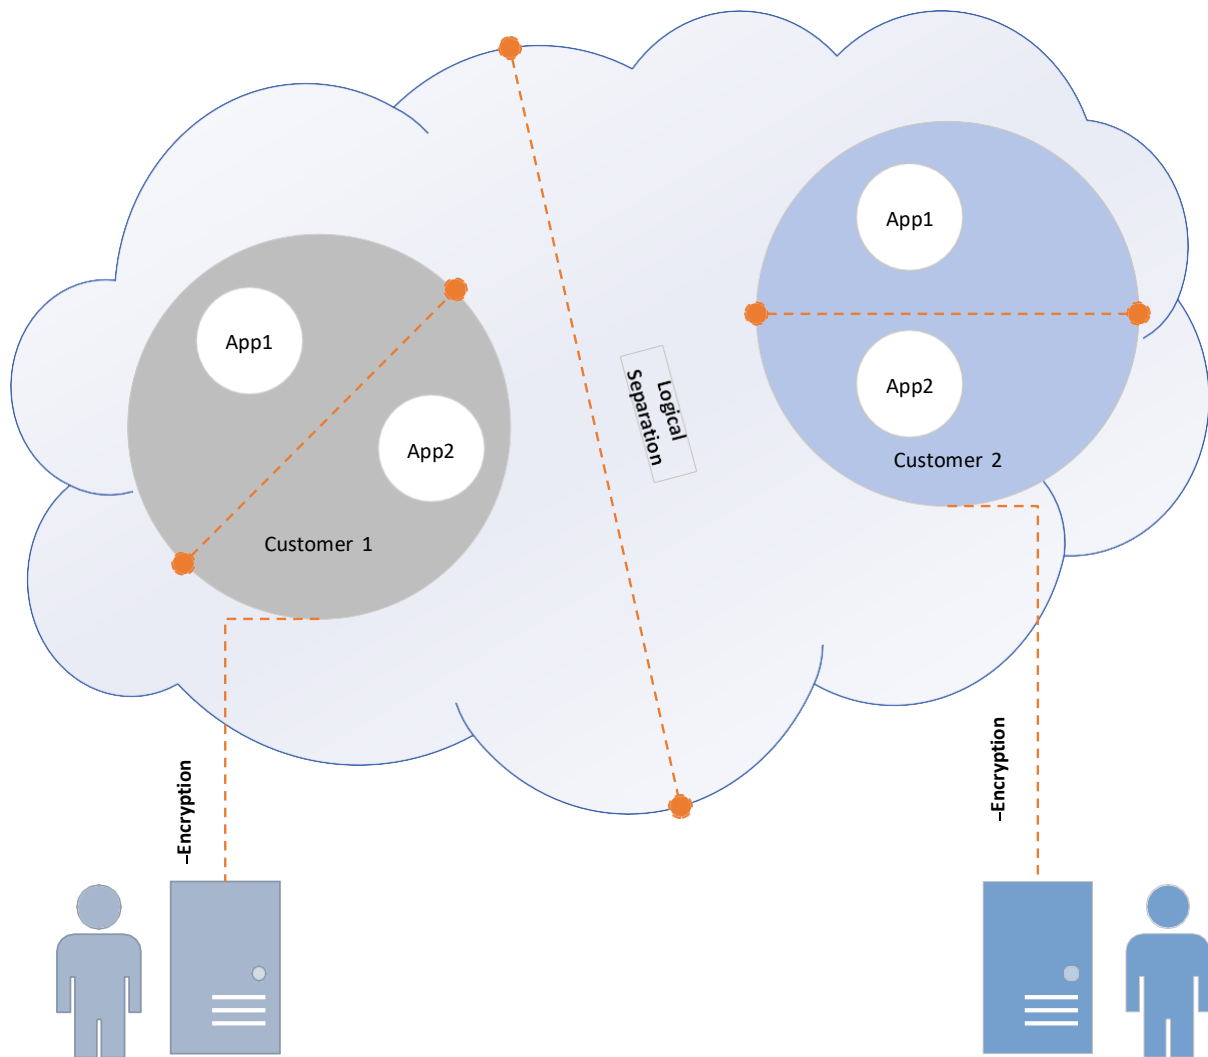 App1
App2
Customer 1
Logical
Separation
App1
App2
Customer 2
–Encryption
–Encryption